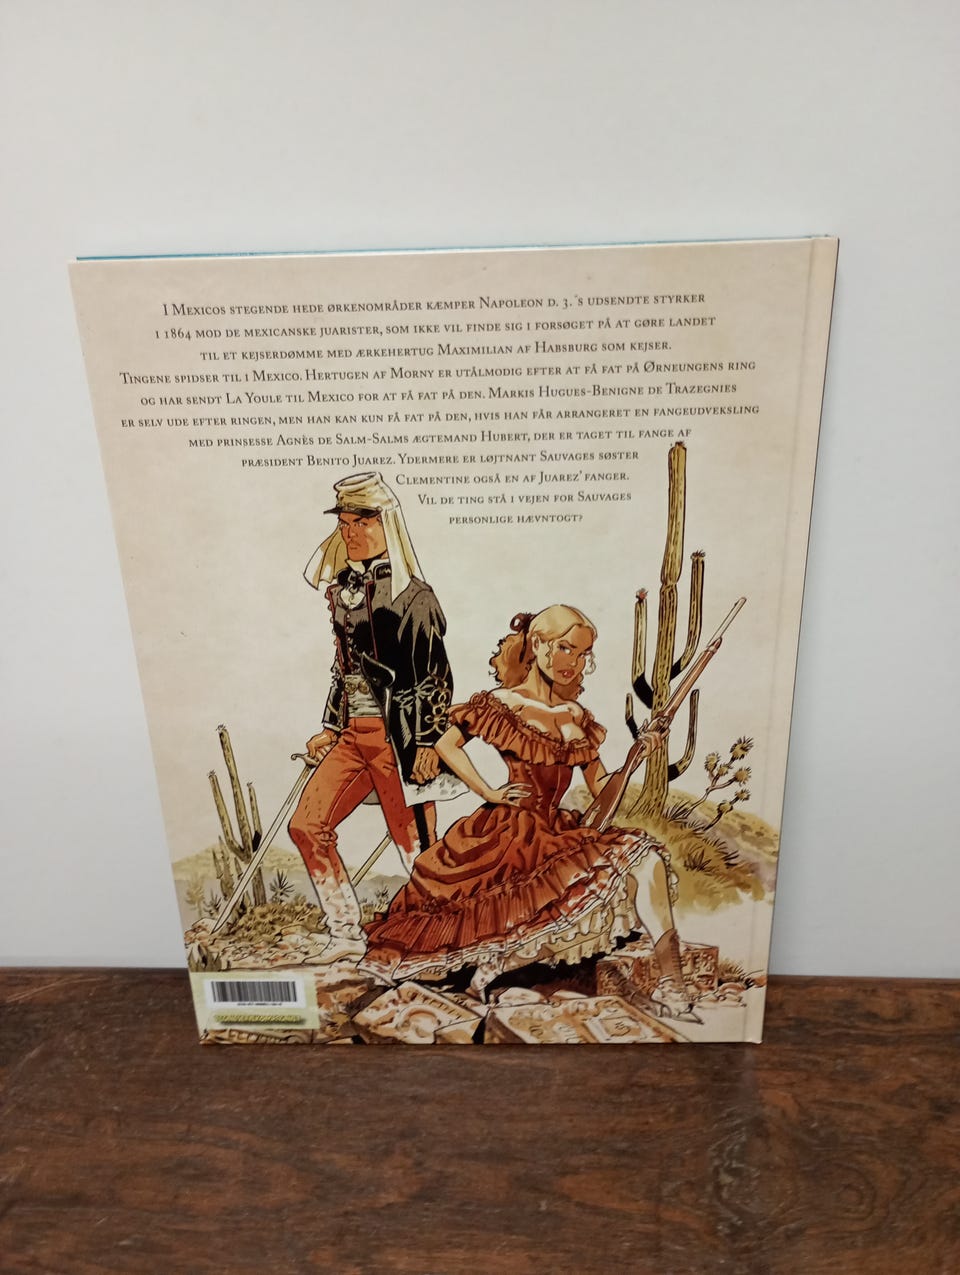 I Mexicos stegende hede ørkenområder kæmper Napoleon d. 3.´s udsendte styrker
i 1864 mod de mexicanske juarister, som ikke vil finde sig i forsøget på at gøre landet
til et kejserdømme med ærkehertug Maximilian af Habsburg som kejser.
Tingene spidser til i Mexico. Hertugen af Morny er utålmodig efter at få fat på Ørneungens ring
og har sendt La Youle til Mexico for at få fat på den. Markis Hugues-Benigne de Trazegnies
er selv ude efter ringen, men han kan kun få fat på den, hvis han får arrangeret en fangeudveksling
med prinsesse Agnès de Salm-Salms ægtemand Hubert, der er taget til fange af
præsident Benito Juarez. Ydermere er løjtnant Sauvages søster
Clementine også en af Juarez' fanger.
Vil de ting stå i vejen for Sauvages
personlige hævntogt?